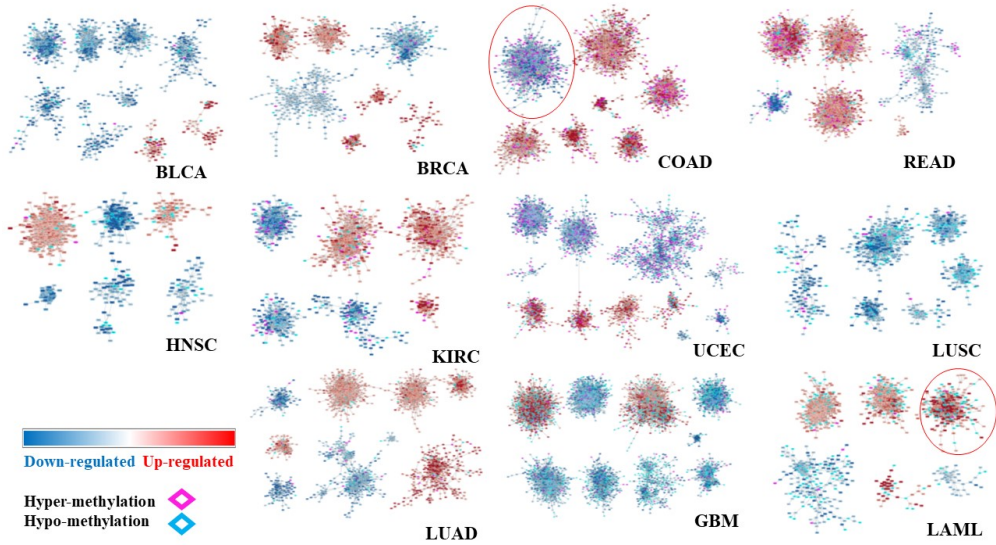 BLCA
BRCA
COAD
READ
HNSC
KIRC
UCEC
LUSC
Down-regulated Up-regulated
Hyper-methylation
Hypo-methylation
LUAD
GBM
LAML